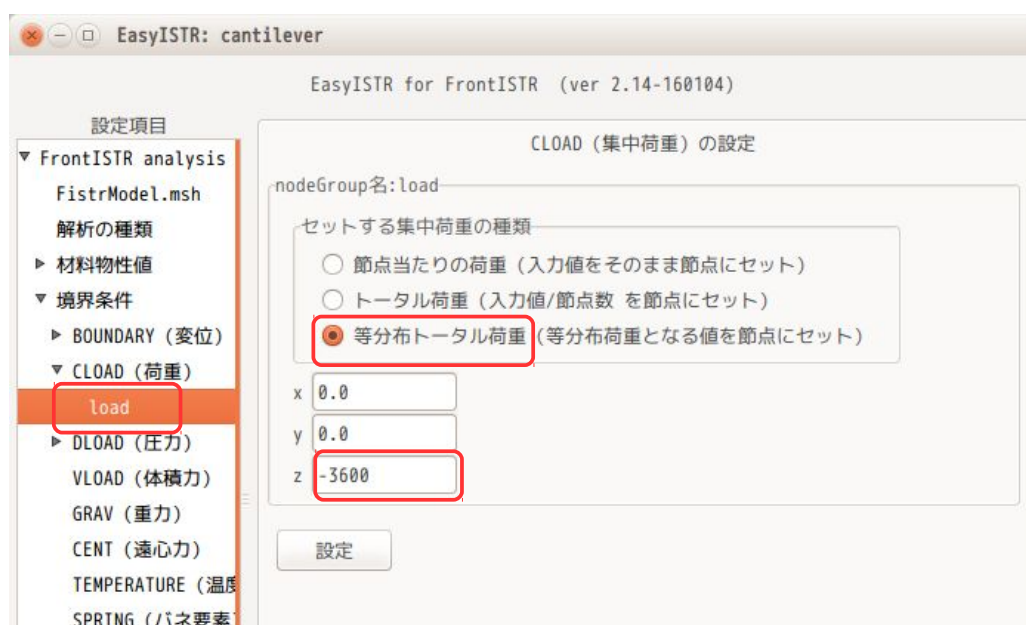 EasyISTR: cantilever
EasyISTR for FrontISTR (ver 2.14-160104)
設定項目
FrontISTR analysis
FistrModel.msh
解析の種類
材料物性値
境界条件
BOUNDARY (変位)
CLOAD (荷重)
load
DLOAD (圧力)
VLOAD (体積力)
GRAV (重力)
CENT (遠心力)
TEMPERATURE (温度
SPRING (バネ要素)
CLOAD (集中荷重) の設定
nodeGroup名:load
セットする集中荷重の種類
節点当たりの荷重 (入力値をそのまま節点にセット)
トータル荷重 (入力値/節点数 を節点にセット)
等分布トータル荷重 (等分布荷重となる値を節点にセット)
x 0.0
y 0.0
z -3600
設定